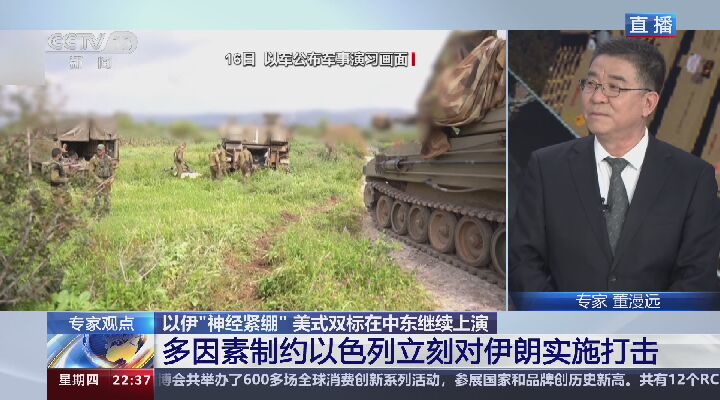 CCTV
新闻
直播
16日 以军公布军事演习画面
专家 董漫远
专家观点
以伊"神经紧绷" 美式双标在中东继续上演
多因素制约以色列立刻对伊朗实施打击
星期四 22:37
博会共举办了600多场全球消费创新系列活动，参展国家和品牌创历史新高。共有12个RC